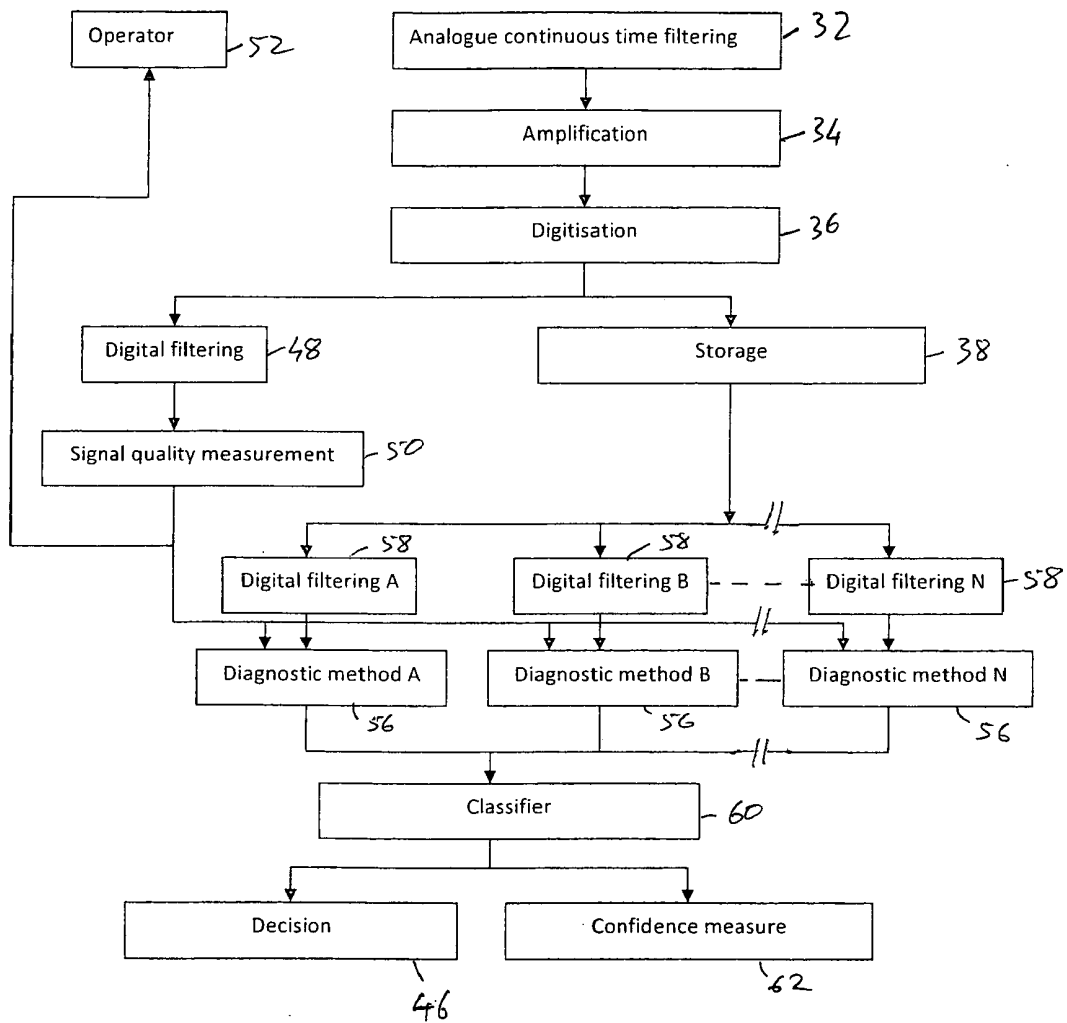 Operator
52
Analogue continuous time filtering
32
Amplification
34
Digitisation
36
Digital filtering
48
Storage
38
Signal quality measurement
50
58
58
Digital filtering A
Digital filtering B
Digital filtering N
58
Diagnostic method A
Diagnostic method B
Diagnostic method N
56
56
56
Classifier
60
Decision
Confidence measure
46
62